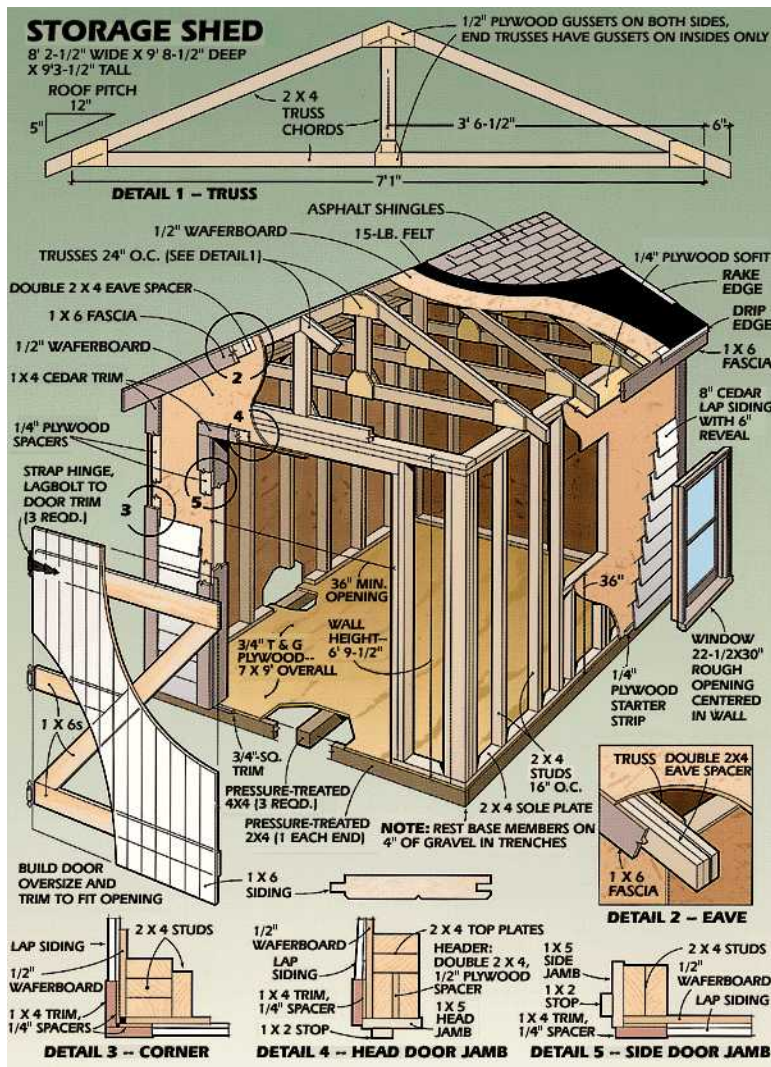 STORAGE SHED
8' 2-1/2" WIDE X 9' 8-1/2" DEEP
X 9'3-1/2" TALL
ROOF PITCH
12"
5"
1/2" PLYWOOD GUSSETS ON BOTH SIDES,
END TRUSSES HAVE GUSSETS ON INSIDES ONLY
2 X 4
TRUSS
CHORDS
3' 6-1/2"
6"
7'1"
DETAIL 1 -- TRUSS
ASPHALT SHINGLES
1/2" WAFERBOARD
15-LB. FELT
TRUSSES 24" O.C. (SEE DETAIL1)
1/4" PLYWOOD SOFIT
RAKE
EDGE
DOUBLE 2 X 4 EAVE SPACER
DRIP
EDGE
1 X 6 FASCIA
1/2" WAFERBOARD
1 X 6
FASCIA
2
1 X 4 CEDAR TRIM
8" CEDAR
LAP SIDING
WITH 6"
REVEAL
4
1/4" PLYWOOD
SPACERS
STRAP HINGE,
LAGBOLT TO
DOOR TRIM
(3 REQD.)
5
3
36" MIN.
OPENING
36"
WALL
HEIGHT--
6' 9-1/2"
3/4" T & G
PLYWOOD--
7 X 9' OVERALL
WINDOW
22-1/2X30"
ROUGH
OPENING
CENTERED
IN WALL
1/4"
PLYWOOD
STARTER
STRIP
1 X 6s
3/4"-SQ.
TRIM
2 X 4
STUDS
16" O.C.
PRESSURE-TREATED
4X4 (3 REQD.)
2 X 4 SOLE PLATE
PRESSURE-TREATED
2X4 (1 EACH END)
NOTE: REST BASE MEMBERS ON
4" OF GRAVEL IN TRENCHES
TRUSS
DOUBLE 2X4
EAVE SPACER
1 X 6
FASCIA
DETAIL 2 -- EAVE
BUILD DOOR
OVERSIZE AND
TRIM TO FIT OPENING
1 X 6
SIDING
LAP SIDING
2 X 4 STUDS
1/2"
WAFERBOARD
1 X 4 TRIM,
1/4" SPACERS
DETAIL 3 -- CORNER
1/2"
WAFERBOARD
LAP
SIDING
1 X 4 TRIM,
1/4" SPACER
1 X 2 STOP
2 X 4 TOP PLATES
HEADER:
DOUBLE 2 X 4,
1/2" PLYWOOD
SPACER
1 X 5
HEAD
JAMB
DETAIL 4 -- HEAD DOOR JAMB
1 X 5
SIDE
JAMB
1 X 2
STOP
1 X 4 TRIM,
1/4" SPACER
2 X 4 STUDS
1/2"
WAFERBOARD
LAP SIDING
DETAIL 5 -- SIDE DOOR JAMB